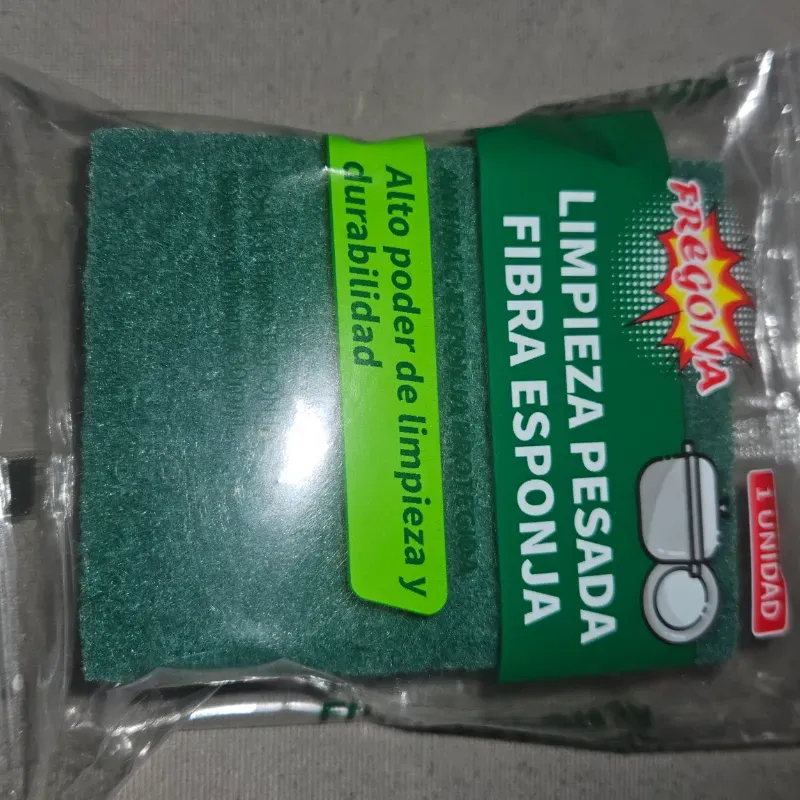 FREGONA
LIMPIEZA PESADA
FIBRA ESPONJA
1 UNIDAD
Alto poder de limpieza y
durabilidad